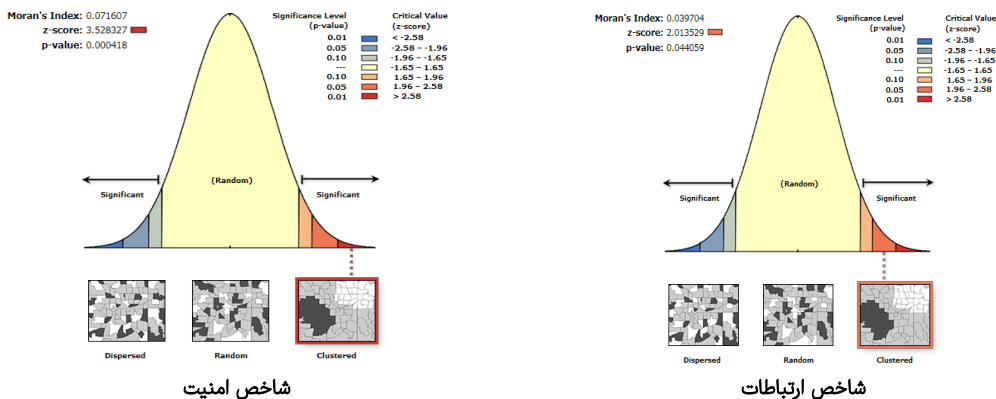 Moran's Index: 0.071607
z-score: 3.528327
p-value: 0.000418
Significance Level (p-value)
Critical Value (z-score)
0.01 < -2.58
0.05 -2.58 – -1.96
0.10 -1.96 – -1.65
--- -1.65 – 1.65
0.10 1.65 – 1.96
0.05 1.96 – 2.58
0.01 > 2.58
(Random)
Significant
Significant
Dispersed
Random
Clustered
شاخص امنیت
Moran's Index: 0.039704
z-score: 2.013529
p-value: 0.044059
Significance Level (p-value)
Critical Value (z-score)
0.01 < -2.58
0.05 -2.58 – -1.96
0.10 -1.96 – -1.65
--- -1.65 – 1.65
0.10 1.65 – 1.96
0.05 1.96 – 2.58
0.01 > 2.58
(Random)
Significant
Significant
Dispersed
Random
Clustered
شاخص ارتباطات